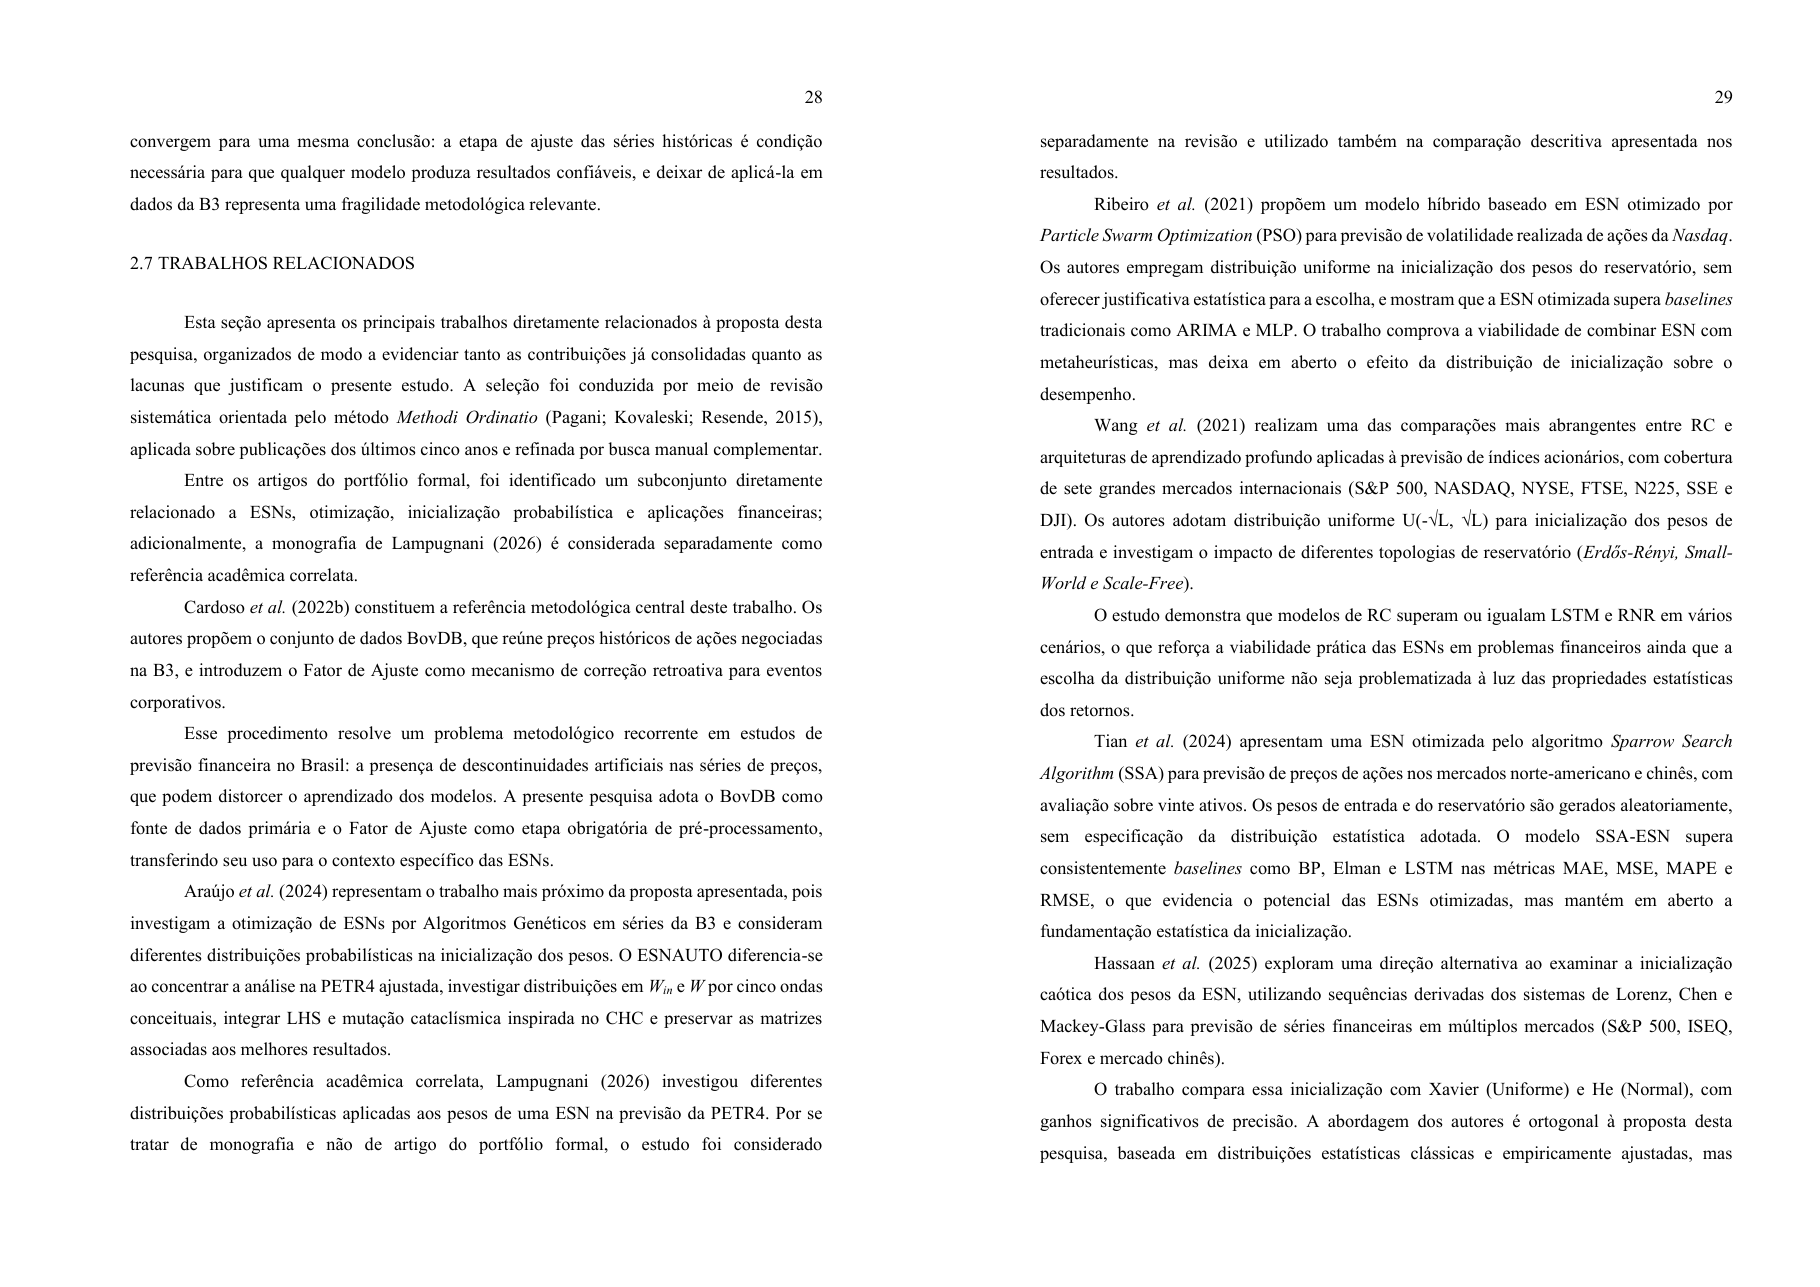 28
convergem para uma mesma conclusão: a etapa de ajuste das séries históricas é condição
necessária para que qualquer modelo produza resultados confiáveis, e deixar de aplicá-la em
dados da B3 representa uma fragilidade metodológica relevante.
2.7 TRABALHOS RELACIONADOS
Esta seção apresenta os principais trabalhos diretamente relacionados à proposta desta
pesquisa, organizados de modo a evidenciar tanto as contribuições já consolidadas quanto as
lacunas que justificam o presente estudo. A seleção foi conduzida por meio de revisão
sistemática orientada pelo método Methodi Ordinatio (Pagani; Kovaleski; Resende, 2015),
aplicada sobre publicações dos últimos cinco anos e refinada por busca manual complementar.
Entre os artigos do portfólio formal, foi identificado um subconjunto diretamente
relacionado a ESNs, otimização, inicialização probabilística e aplicações financeiras;
adicionalmente, a monografia de Lampugnani (2026) é considerada separadamente como
referência acadêmica correlata.
Cardoso et al. (2022b) constituem a referência metodológica central deste trabalho. Os
autores propõem o conjunto de dados BovDB, que reúne preços históricos de ações negociadas
na B3, e introduzem o Fator de Ajuste como mecanismo de correção retroativa para eventos
corporativos.
Esse procedimento resolve um problema metodológico recorrente em estudos de
previsão financeira no Brasil: a presença de descontinuidades artificiais nas séries de preços,
que podem distorcer o aprendizado dos modelos. A presente pesquisa adota o BovDB como
fonte de dados primária e o Fator de Ajuste como etapa obrigatória de pré-processamento,
transferindo seu uso para o contexto específico das ESNs.
Araújo et al. (2024) representam o trabalho mais próximo da proposta apresentada, pois
investigam a otimização de ESNs por Algoritmos Genéticos em séries da B3 e consideram
diferentes distribuições probabilísticas na inicialização dos pesos. O ESNAUTO diferencia-se
ao concentrar a análise na PETR4 ajustada, investigar distribuições em Win e W por cinco ondas
conceituais, integrar LHS e mutação cataclísmica inspirada no CHC e preservar as matrizes
associadas aos melhores resultados.
Como referência acadêmica correlata, Lampugnani (2026) investigou diferentes
distribuições probabilísticas aplicadas aos pesos de uma ESN na previsão da PETR4. Por se
tratar de monografia e não de artigo do portfólio formal, o estudo foi considerado
29
separadamente na revisão e utilizado também na comparação descritiva apresentada nos
resultados.
Ribeiro et al. (2021) propõem um modelo híbrido baseado em ESN otimizado por
Particle Swarm Optimization (PSO) para previsão de volatilidade realizada de ações da Nasdaq.
Os autores empregam distribuição uniforme na inicialização dos pesos do reservatório, sem
oferecer justificativa estatística para a escolha, e mostram que a ESN otimizada supera baselines
tradicionais como ARIMA e MLP. O trabalho comprova a viabilidade de combinar ESN com
metaheurísticas, mas deixa em aberto o efeito da distribuição de inicialização sobre o
desempenho.
Wang et al. (2021) realizam uma das comparações mais abrangentes entre RC e
arquiteturas de aprendizado profundo aplicadas à previsão de índices acionários, com cobertura
de sete grandes mercados internacionais (S&P 500, NASDAQ, NYSE, FTSE, N225, SSE e
DJI). Os autores adotam distribuição uniforme U(-√L, √L) para inicialização dos pesos de
entrada e investigam o impacto de diferentes topologias de reservatório (Erdős-Rényi, Small-
World e Scale-Free).
O estudo demonstra que modelos de RC superam ou igualam LSTM e RNR em vários
cenários, o que reforça a viabilidade prática das ESNs em problemas financeiros ainda que a
escolha da distribuição uniforme não seja problematizada à luz das propriedades estatísticas
dos retornos.
Tian et al. (2024) apresentam uma ESN otimizada pelo algoritmo Sparrow Search
Algorithm (SSA) para previsão de preços de ações nos mercados norte-americano e chinês, com
avaliação sobre vinte ativos. Os pesos de entrada e do reservatório são gerados aleatoriamente,
sem especificação da distribuição estatística adotada. O modelo SSA-ESN supera
consistentemente baselines como BP, Elman e LSTM nas métricas MAE, MSE, MAPE e
RMSE, o que evidencia o potencial das ESNs otimizadas, mas mantém em aberto a
fundamentação estatística da inicialização.
Hassaan et al. (2025) exploram uma direção alternativa ao examinar a inicialização
caótica dos pesos da ESN, utilizando sequências derivadas dos sistemas de Lorenz, Chen e
Mackey-Glass para previsão de séries financeiras em múltiplos mercados (S&P 500, ISEQ,
Forex e mercado chinês).
O trabalho compara essa inicialização com Xavier (Uniforme) e He (Normal), com
ganhos significativos de precisão. A abordagem dos autores é ortogonal à proposta desta
pesquisa, baseada em distribuições estatísticas clássicas e empiricamente ajustadas, mas